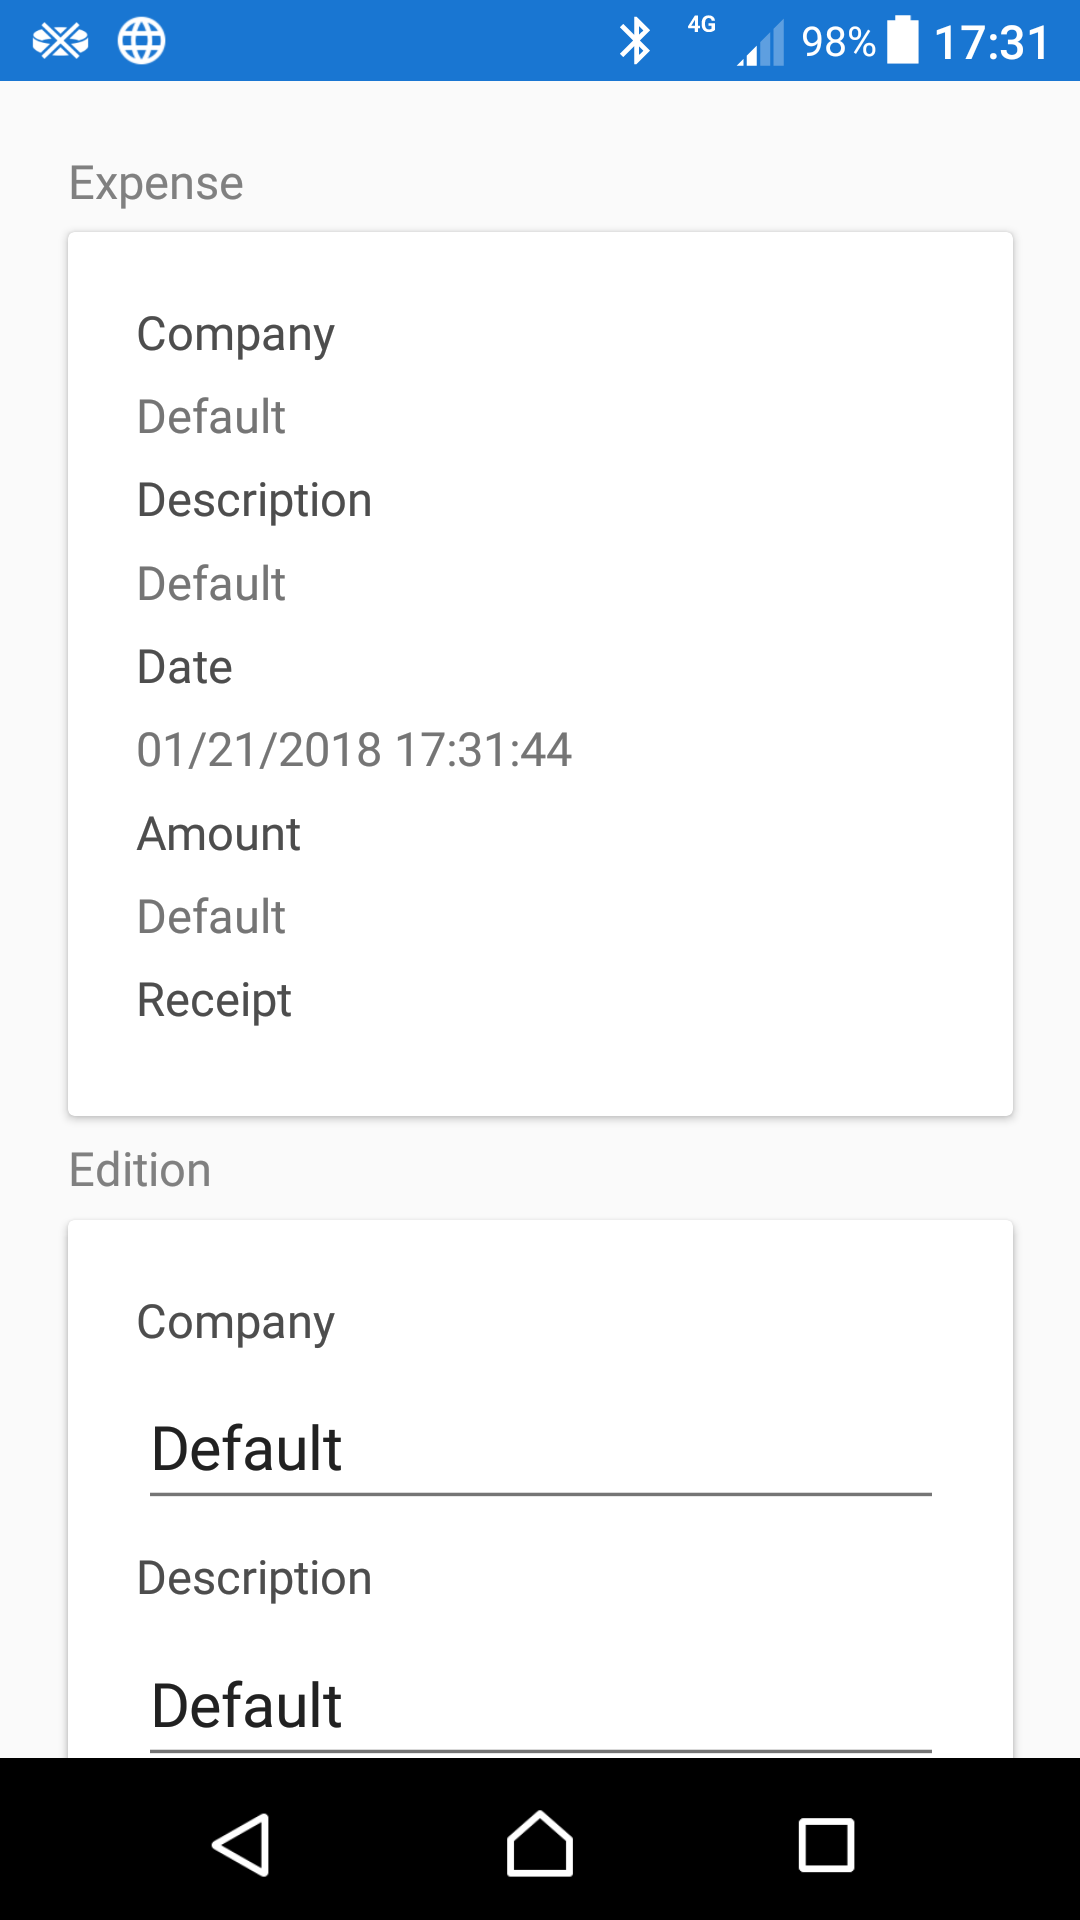 4G 98% 17:31
Expense
Company
Default
Description
Default
Date
01/21/2018 17:31:44
Amount
Default
Receipt
Edition
Company
Default
Description
Default